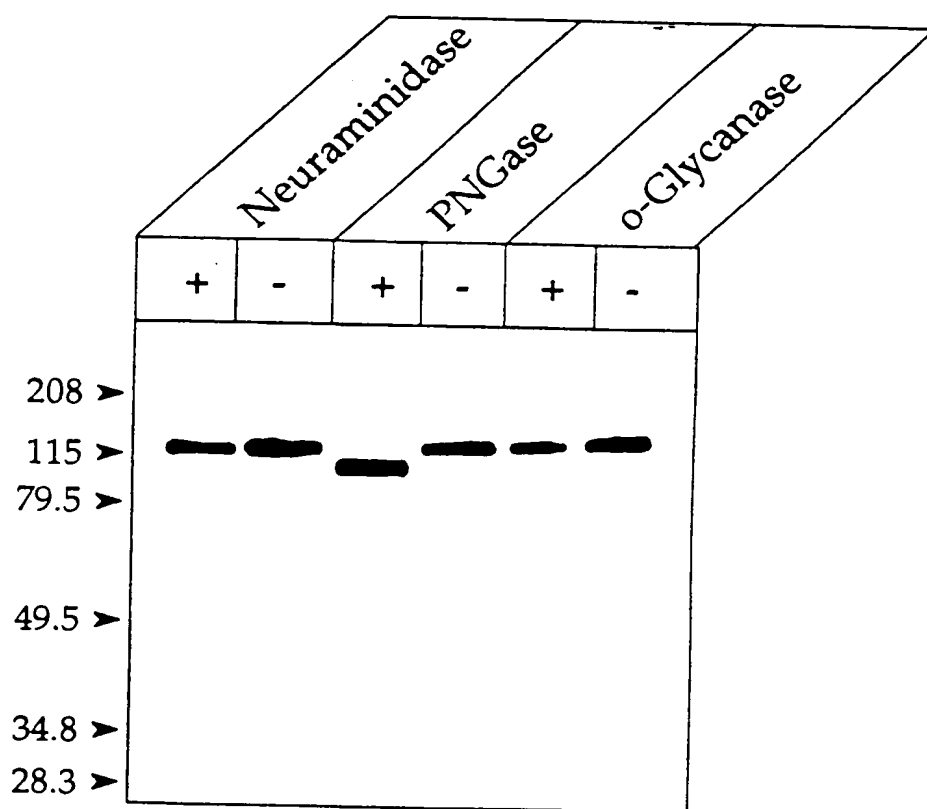 Neuraminidase
PNGase
o-Glycanase
+ - + - + -
208 ➤
115 ➤
79.5 ➤
49.5 ➤
34.8 ➤
28.3 ➤